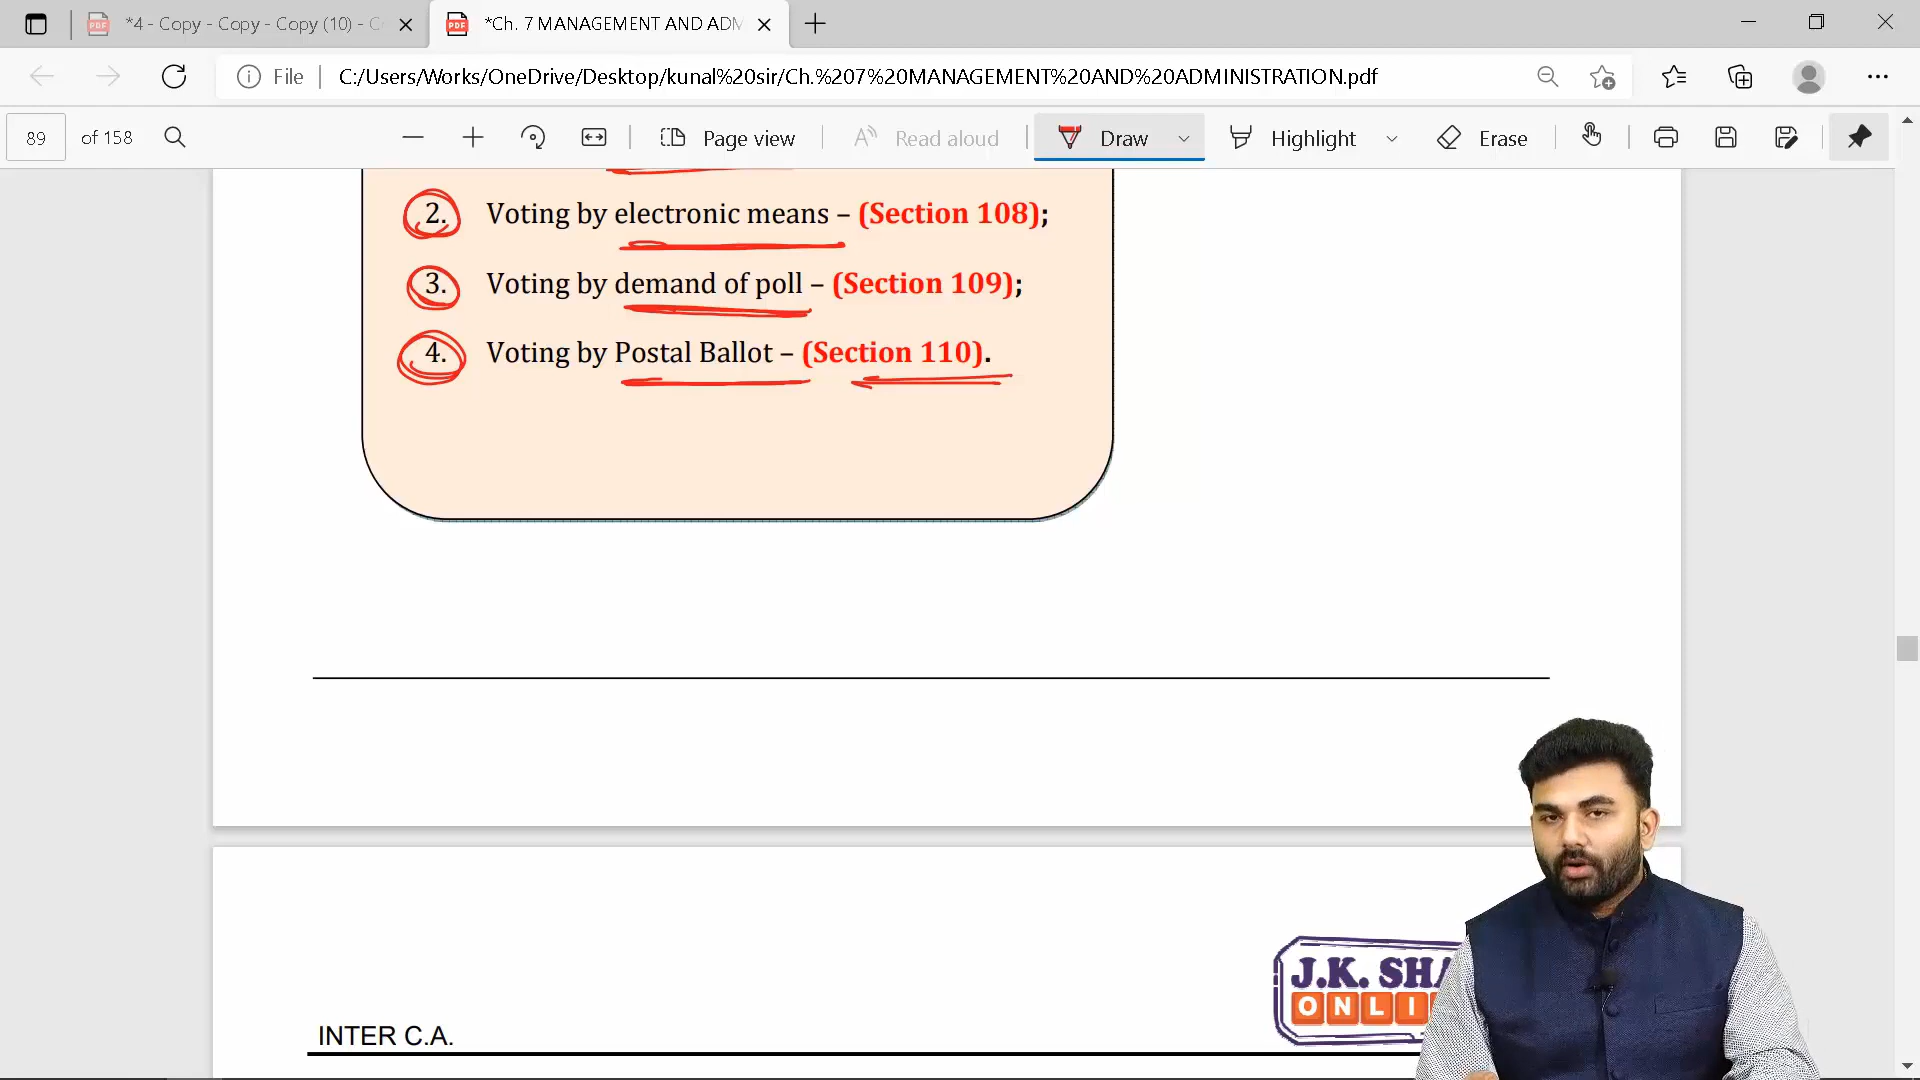 *4 - Copy - Copy - Copy (10) - C
*Ch. 7 MANAGEMENT AND ADM
File
C:/Users/Works/OneDrive/Desktop/kunal%20sir/Ch.%207%20MANAGEMENT%20AND%20ADMINISTRATION.pdf
89 of 158
Page view
Read aloud
Draw
Highlight
Erase
2. Voting by electronic means – (Section 108);
3. Voting by demand of poll – (Section 109);
4. Voting by Postal Ballot – (Section 110).
J.K. SHA
ONLI
INTER C.A.